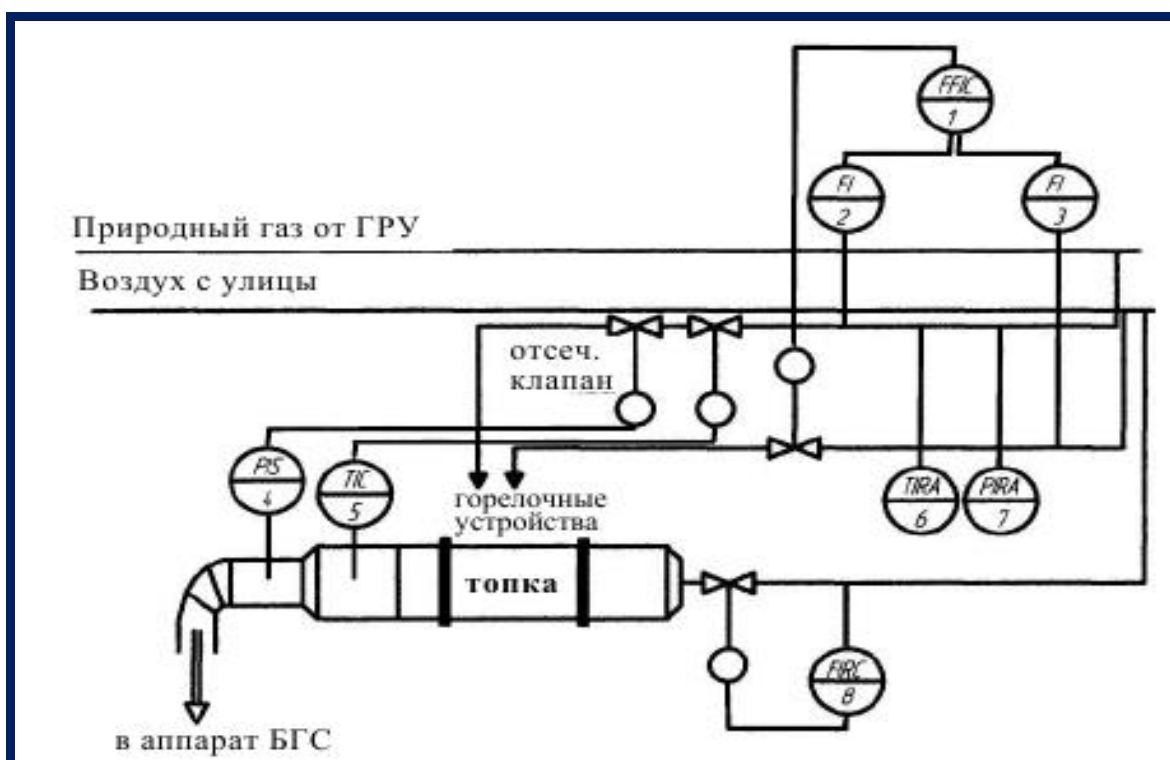 FFIC
1
FI
2
FI
3
Природный газ от ГРУ
Воздух с улицы
отсеч.
клапан
PIS
4
TIC
5
горелочные
устройства
TIRA
6
PIRA
7
топка
FIRC
8
в аппарат БГС